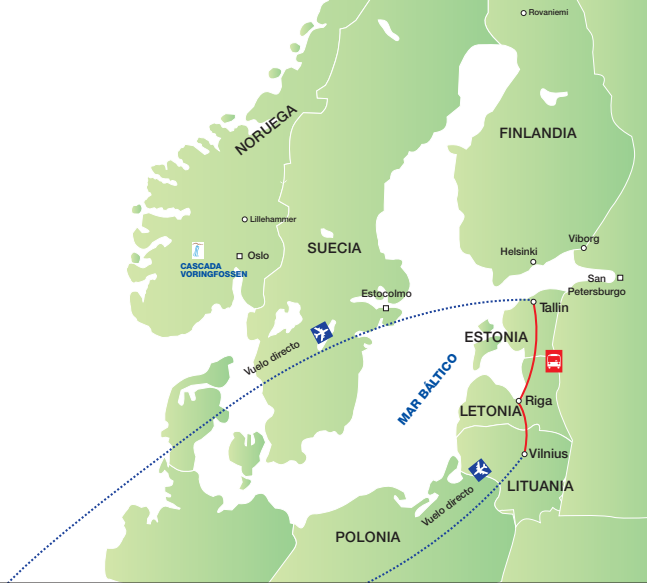 Rovaniemi
NORUEGA
FINLANDIA
Lillehammer
SUECIA
Viborg
Helsinki
Oslo
CASCADA
VORINGFOSSEN
San
Petersburgo
Estocolmo
Tallin
ESTONIA
Vuelo directo
MAR BÁLTICO
Riga
LETONIA
Vilnius
LITUANIA
Vuelo directo
POLONIA